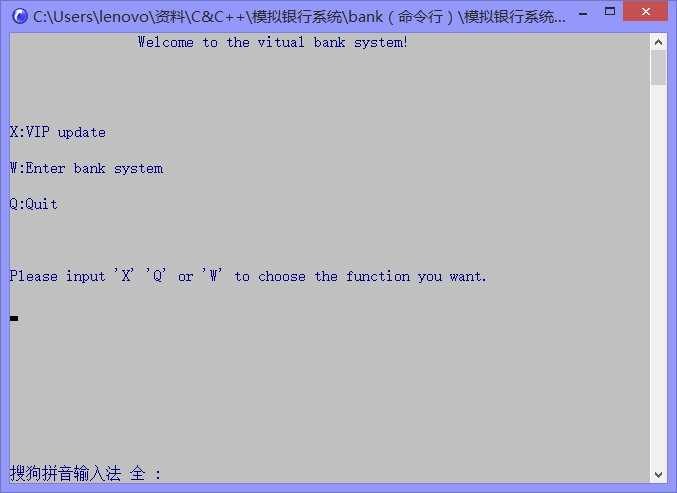 C:\Users\lenovo\资料\C&C++\模拟银行系统\bank（命令行）\模拟银行系统...
Welcome to the vitual bank system!
X:VIP update
W:Enter bank system
Q:Quit
Please input 'X' 'Q' or 'W' to choose the function you want.
搜狗拼音输入法 全 :